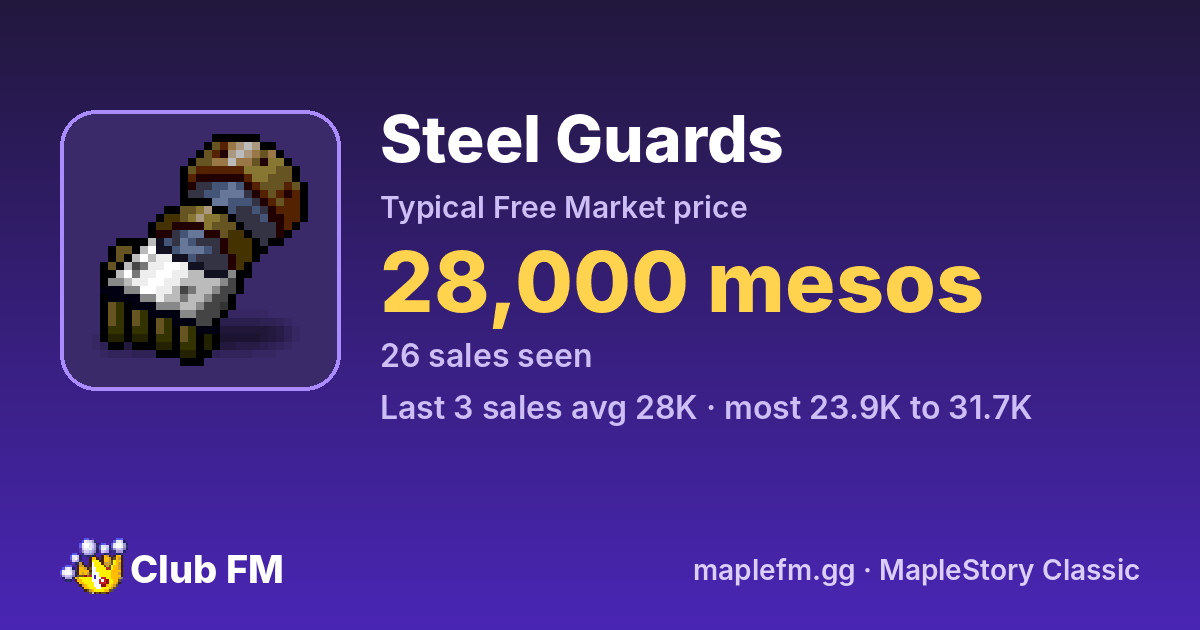 Steel Guards
Typical Free Market price
28,000 mesos
26 sales seen
Last 3 sales avg 28K · most 23.9K to 31.7K
Club FM
maplefm.gg · MapleStory Classic